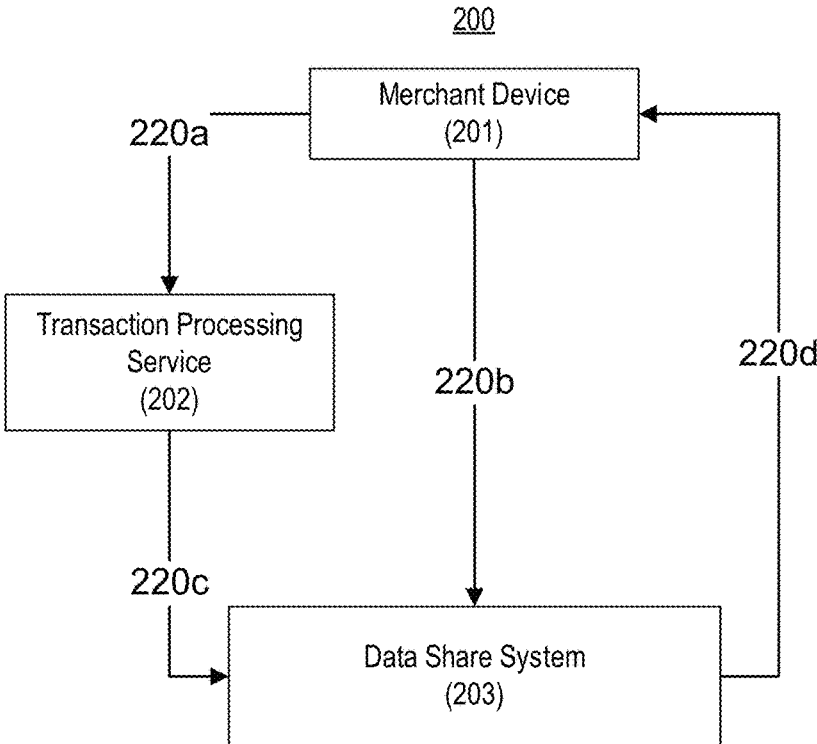 200
Merchant Device
(201)
220a
Transaction Processing
Service
(202)
220b
220d
220c
Data Share System
(203)